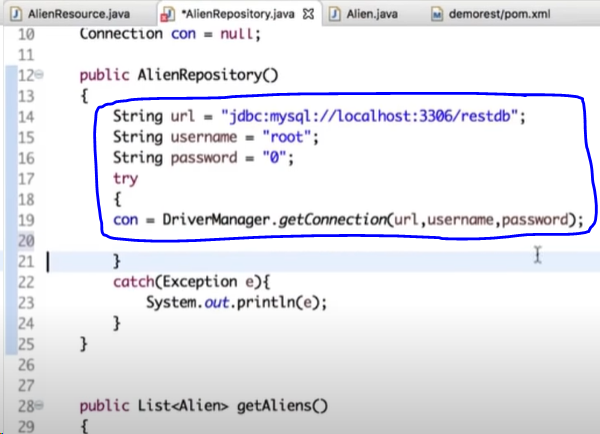 AlienResource.java *AlienRepository.java Alien.java demorest/pom.xml
10 Connection con = null;
11
12 public AlienRepository()
13 {
14 String url = "jdbc:mysql://localhost:3306/restdb";
15 String username = "root";
16 String password = "0";
17 try
18 {
19 con = DriverManager.getConnection(url,username,password);
20
21 }
22 catch(Exception e){
23 System.out.println(e);
24 }
25 }
26
27
28 public List<Alien> getAliens()
29 {